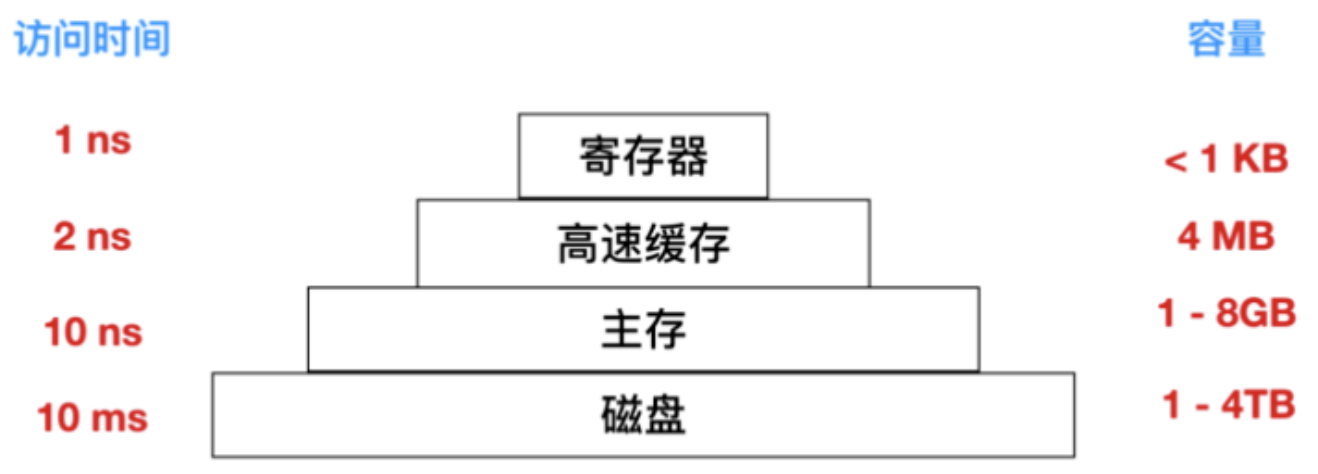 访问时间
容量
1 ns
寄存器
< 1 KB
2 ns
高速缓存
4 MB
10 ns
主存
1 - 8GB
10 ms
磁盘
1 - 4TB